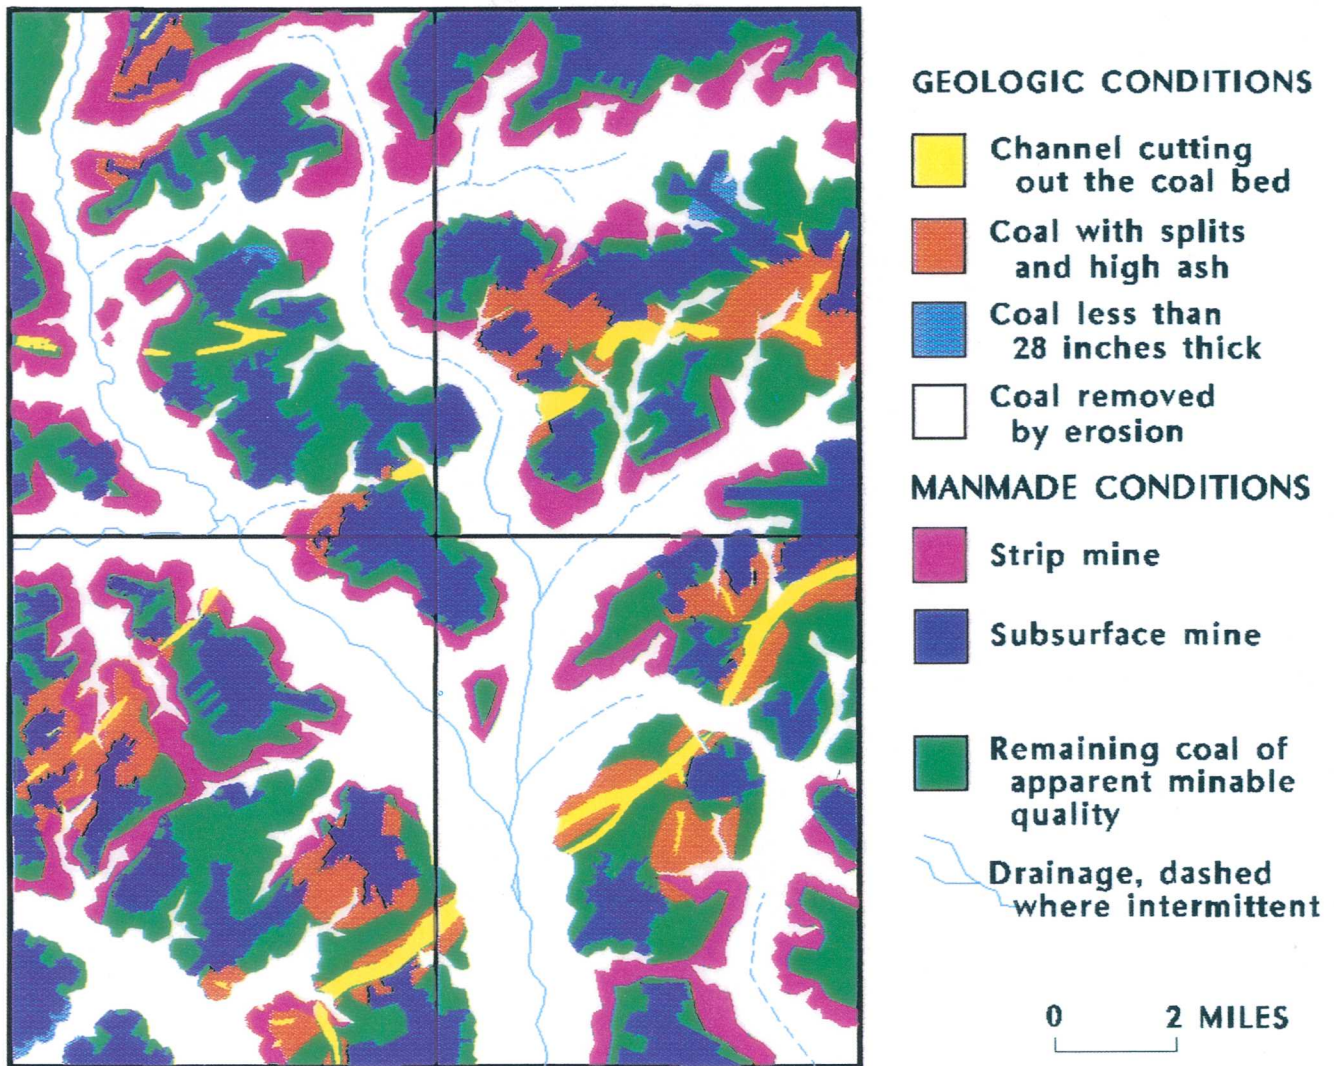 GEOLOGIC CONDITIONS
Channel cutting
out the coal bed
Coal with splits
and high ash
Coal less than
28 inches thick
Coal removed
by erosion
MANMADE CONDITIONS
Strip mine
Subsurface mine
Remaining coal of
apparent minable
quality
Drainage, dashed
where intermittent
0 2 MILES